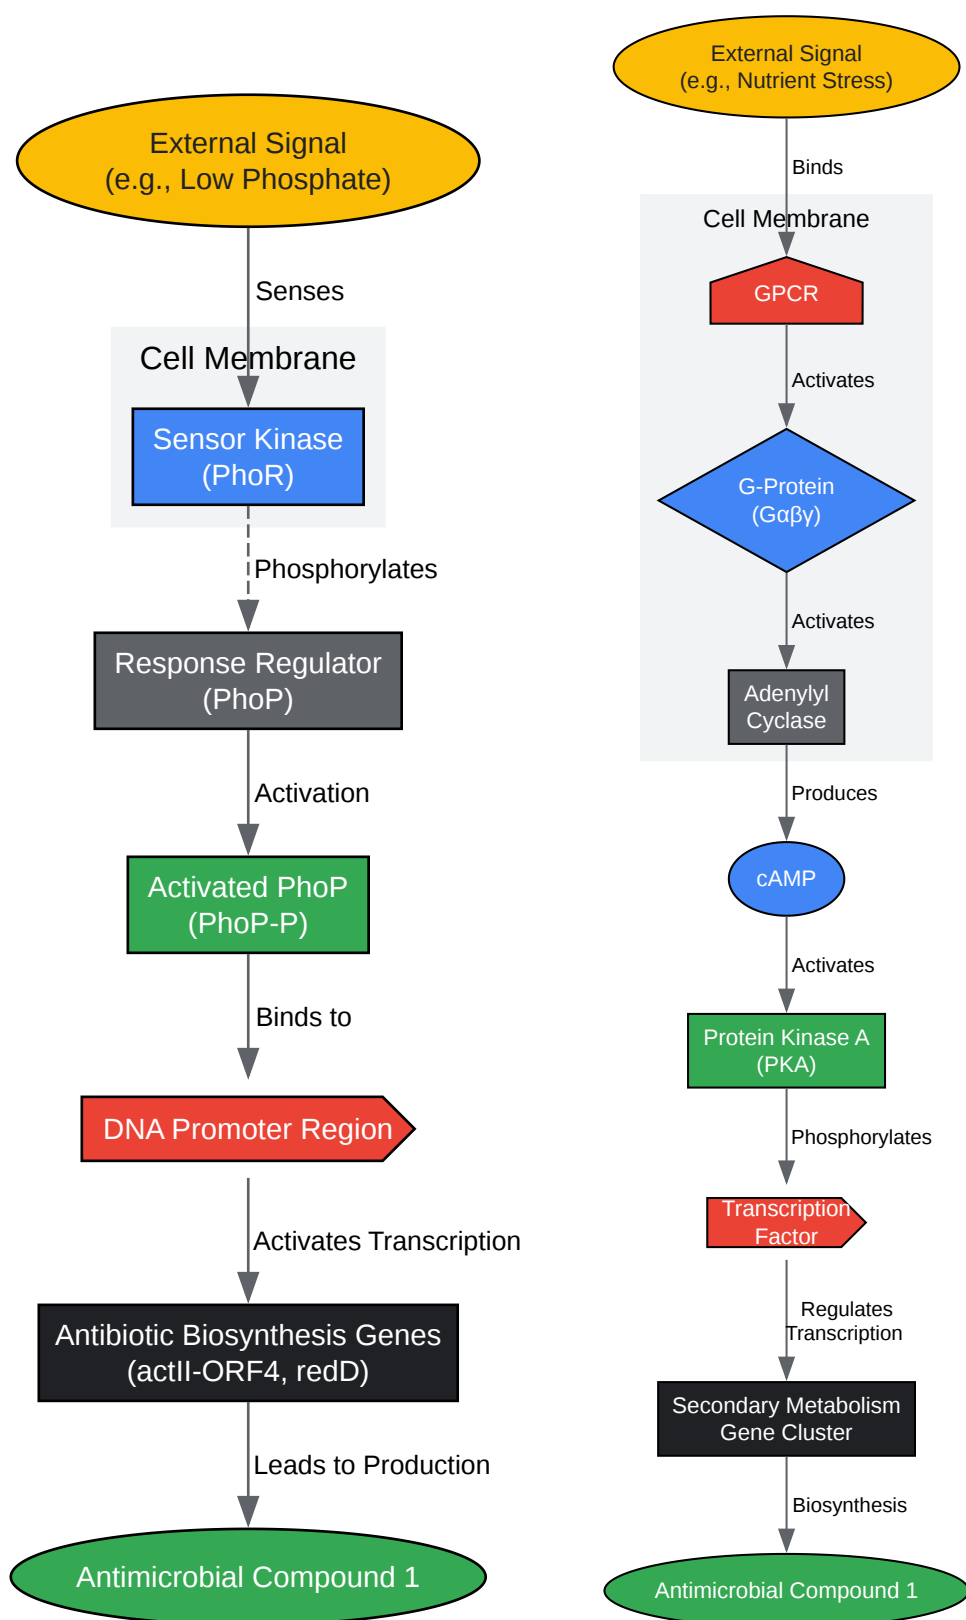 External Signal
(e.g., Low Phosphate)
Senses
Cell Membrane
Sensor Kinase
(PhoR)
Phosphorylates
Response Regulator
(PhoP)
Activation
Activated PhoP
(PhoP-P)
Binds to
DNA Promoter Region
Activates Transcription
Antibiotic Biosynthesis Genes
(actII-ORF4, redD)
Leads to Production
Antimicrobial Compound 1
External Signal
(e.g., Nutrient Stress)
Binds
Cell Membrane
GPCR
Activates
G-Protein
(Gαβγ)
Activates
Adenylyl
Cyclase
Produces
cAMP
Activates
Protein Kinase A
(PKA)
Phosphorylates
Transcription
Factor
Regulates
Transcription
Secondary Metabolism
Gene Cluster
Biosynthesis
Antimicrobial Compound 1